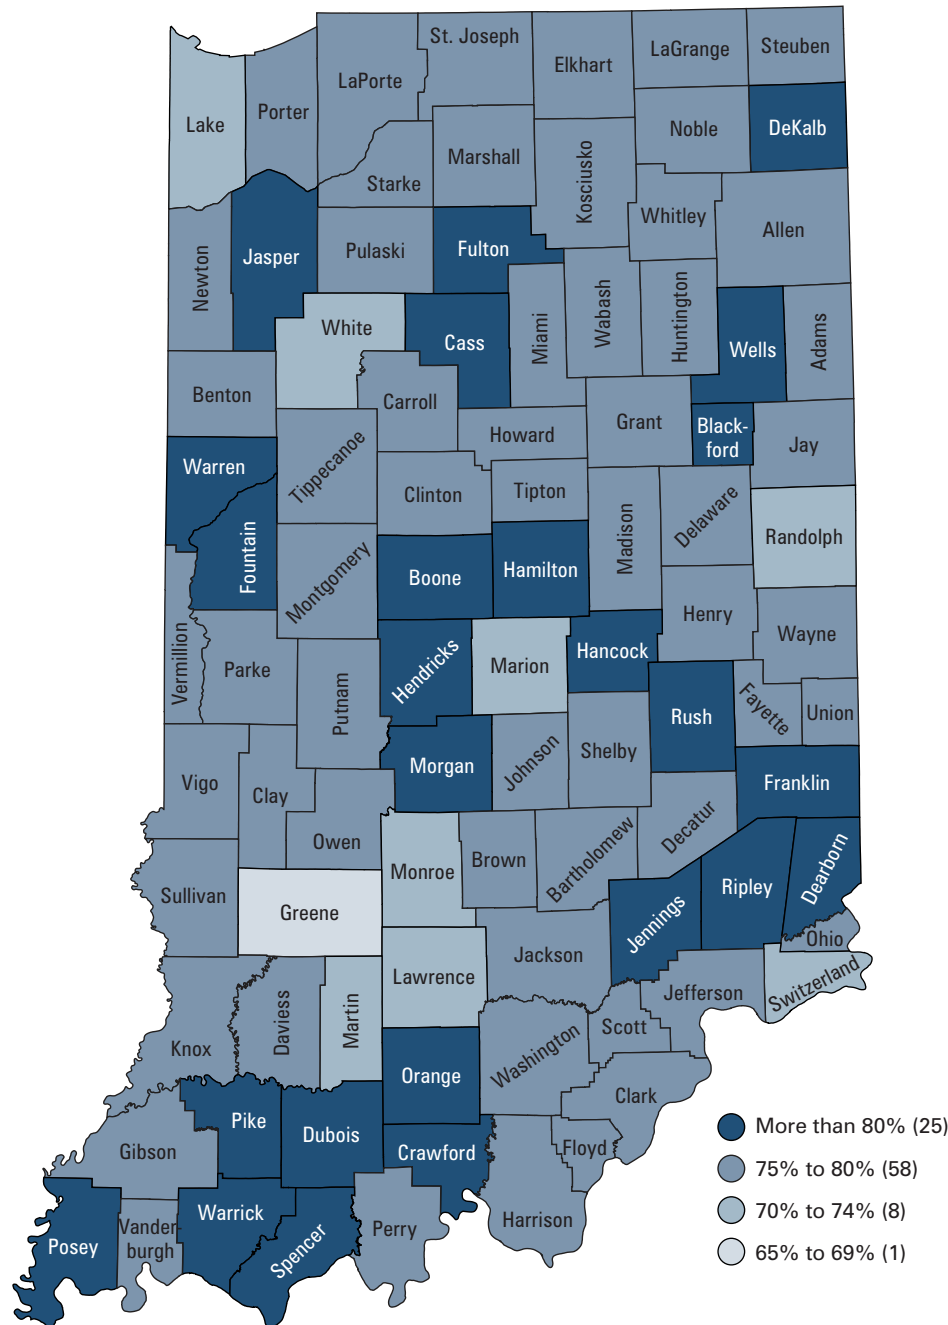 St. Joseph
LaGrange
Steuben
Elkhart
LaPorte
Porter
Lake
Noble
DeKalb
Marshall
Kosciusko
Starke
Whitley
Allen
Newton
Jasper
Pulaski
Fulton
White
Cass
Miami
Wabash
Huntington
Wells
Adams
Benton
Carroll
Grant
Black-
ford
Howard
Jay
Warren
Tippecanoe
Clinton
Tipton
Madison
Delaware
Randolph
Fountain
Montgomery
Boone
Hamilton
Henry
Wayne
Vermillion
Parke
Putnam
Hendricks
Marion
Hancock
Rush
Fayette
Union
Morgan
Johnson
Shelby
Franklin
Vigo
Clay
Owen
Decatur
Monroe
Brown
Bartholomew
Sullivan
Greene
Jennings
Ripley
Dearborn
Ohio
Jackson
Lawrence
Switzerland
Jefferson
Martin
Daviess
Knox
Washington
Scott
Orange
Clark
Pike
Dubois
Crawford
Gibson
Floyd
Harrison
Perry
Warrick
Spencer
Posey
Vander-
burgh
More than 80% (25)
75% to 80% (58)
70% to 74% (8)
65% to 69% (1)